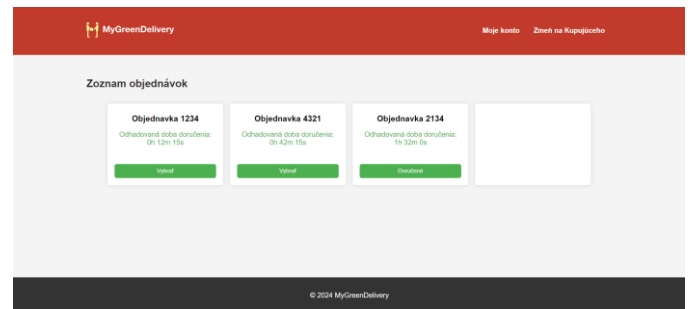 MyGreenDelivery
Moje konto Zmeň na Kupujúceho
Zoznam objednávok
Objednavka 1234
Odhadovaná doba doručenia:
0h 12m 15s
Vybrať
Objednavka 4321
Odhadovaná doba doručenia:
0h 42m 15s
Vybrať
Objednavka 2134
Odhadovaná doba doručenia:
1h 32m 0s
Doručené
© 2024 MyGreenDelivery